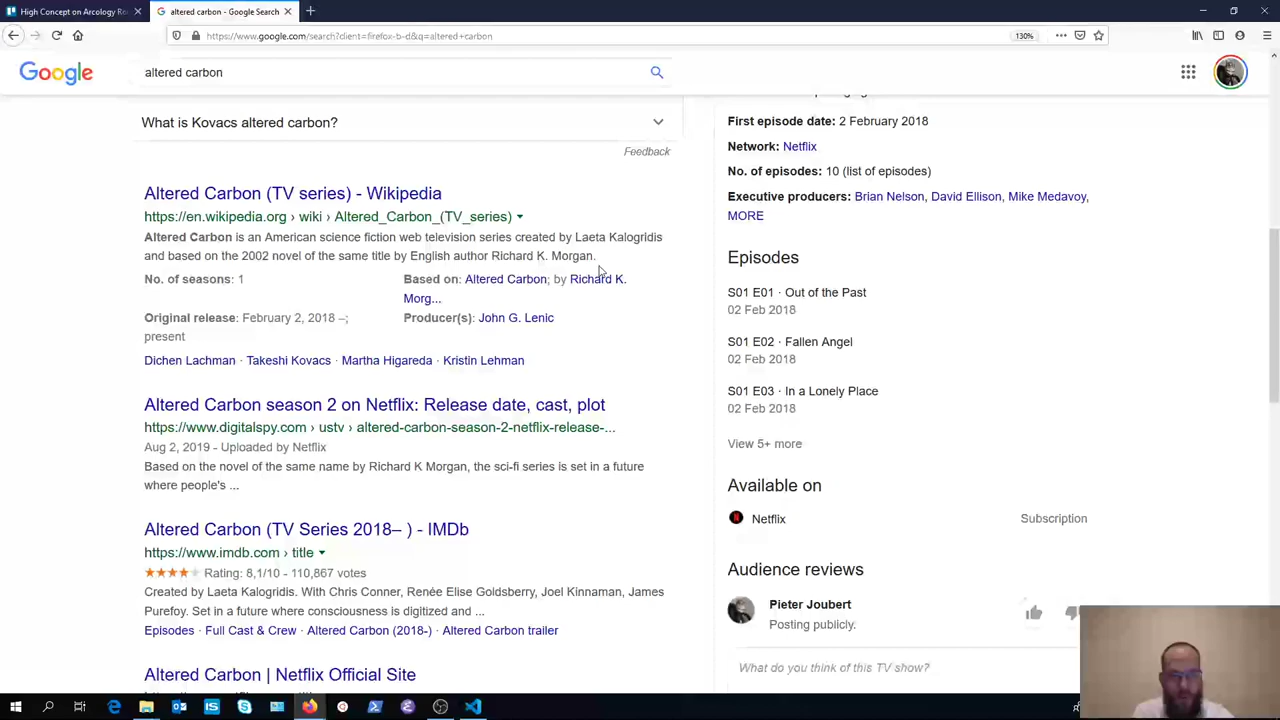 High Concept on Arcology Re
altered carbon - Google Search
https://www.google.com/search?client=firefox-b-d&q=altered+carbon
130%
Google
altered carbon
What is Kovacs altered carbon?
Feedback
Altered Carbon (TV series) - Wikipedia
https://en.wikipedia.org › wiki › Altered_Carbon_(TV_series)
Altered Carbon is an American science fiction web television series created by Laeta Kalogridis
and based on the 2002 novel of the same title by English author Richard K. Morgan.
No. of seasons: 1
Based on: Altered Carbon; by Richard K.
Morg...
Original release: February 2, 2018 –;
present
Producer(s): John G. Lenic
Dichen Lachman · Takeshi Kovacs · Martha Higareda · Kristin Lehman
Altered Carbon season 2 on Netflix: Release date, cast, plot
https://www.digitalspy.com › ustv › altered-carbon-season-2-netflix-release-...
Aug 2, 2019 - Uploaded by Netflix
Based on the novel of the same name by Richard K Morgan, the sci-fi series is set in a future
where people's ...
Altered Carbon (TV Series 2018– ) - IMDb
https://www.imdb.com › title
Rating: 8,1/10 - 110,867 votes
Created by Laeta Kalogridis. With Chris Conner, Renée Elise Goldsberry, Joel Kinnaman, James
Purefoy. Set in a future where consciousness is digitized and ...
Episodes · Full Cast & Crew · Altered Carbon (2018-) · Altered Carbon trailer
Altered Carbon | Netflix Official Site
First episode date: 2 February 2018
Network: Netflix
No. of episodes: 10 (list of episodes)
Executive producers: Brian Nelson, David Ellison, Mike Medavoy,
MORE
Episodes
S01 E01 · Out of the Past
02 Feb 2018
S01 E02 · Fallen Angel
02 Feb 2018
S01 E03 · In a Lonely Place
02 Feb 2018
View 5+ more
Available on
Netflix
Subscription
Audience reviews
Pieter Joubert
Posting publicly.
What do you think of this TV show?